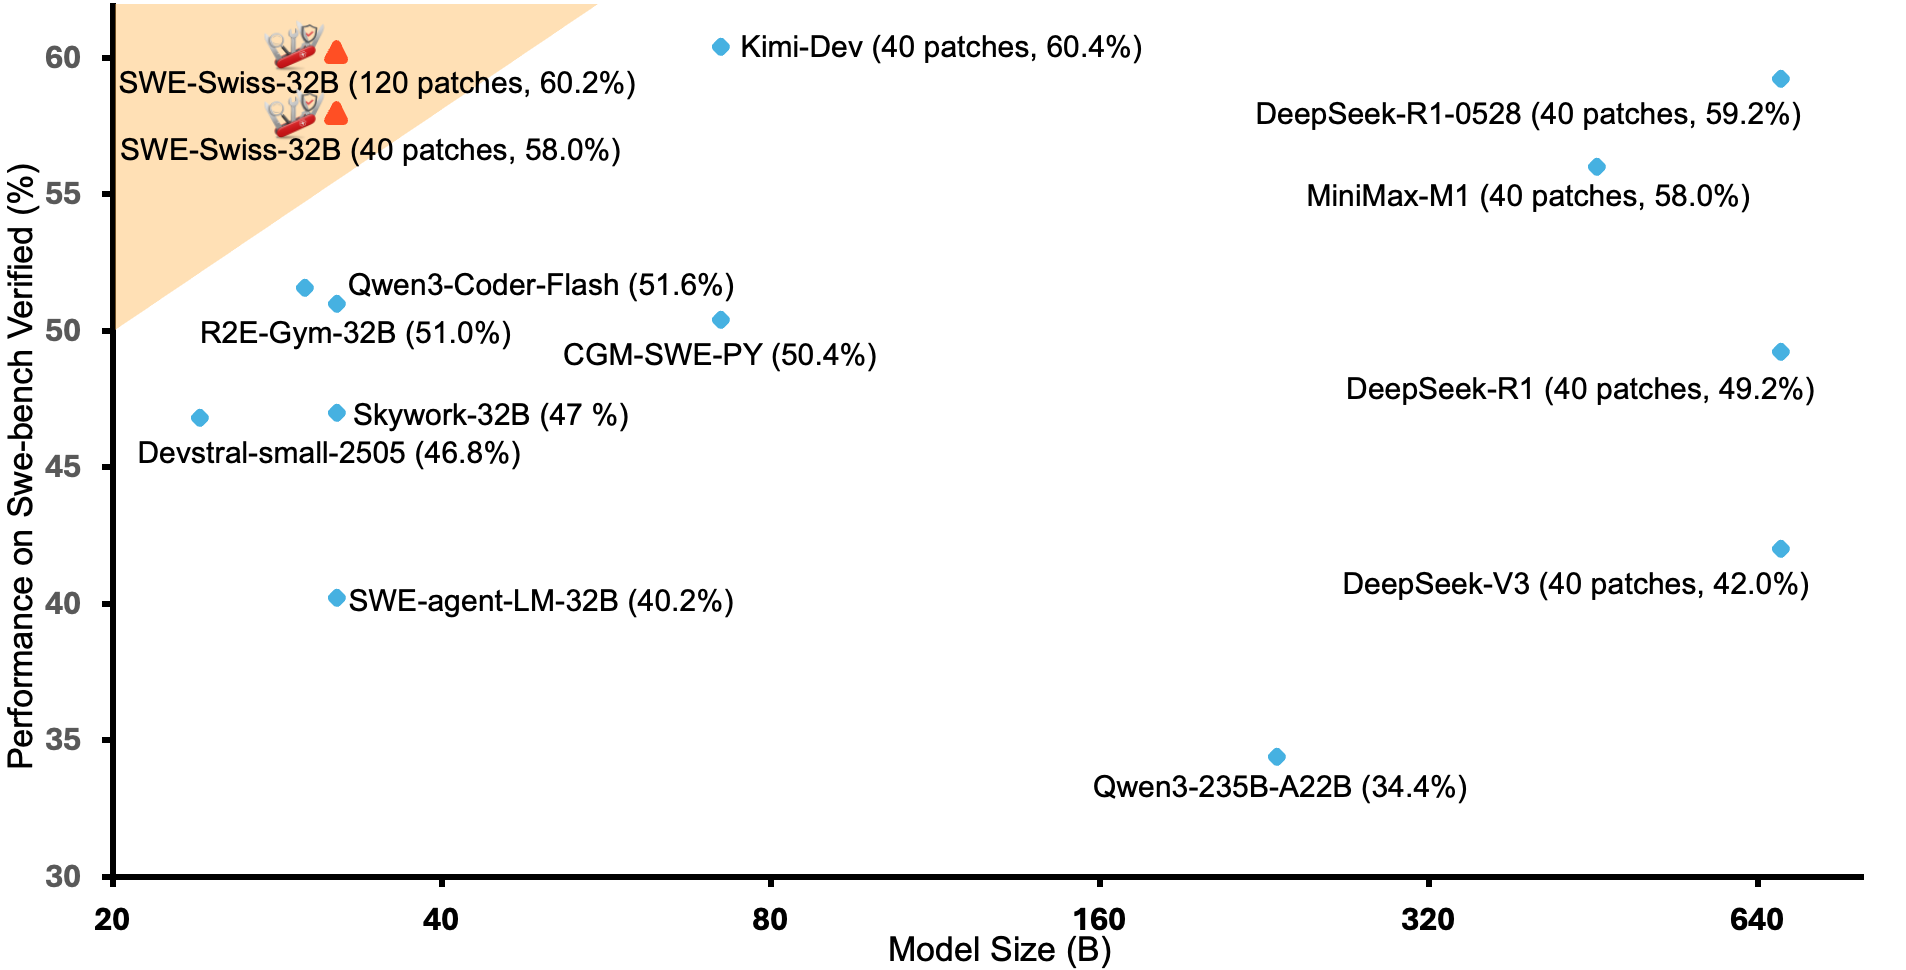 Performance on Swe-bench Verified (%)
60
55
50
45
40
35
30
SWE-Swiss-32B (120 patches, 60.2%)
SWE-Swiss-32B (40 patches, 58.0%)
Kimi-Dev (40 patches, 60.4%)
DeepSeek-R1-0528 (40 patches, 59.2%)
MiniMax-M1 (40 patches, 58.0%)
Qwen3-Coder-Flash (51.6%)
R2E-Gym-32B (51.0%)
CGM-SWE-PY (50.4%)
DeepSeek-R1 (40 patches, 49.2%)
Skywork-32B (47 %)
Devstral-small-2505 (46.8%)
DeepSeek-V3 (40 patches, 42.0%)
SWE-agent-LM-32B (40.2%)
Qwen3-235B-A22B (34.4%)
20 40 80 160 320 640
Model Size (B)